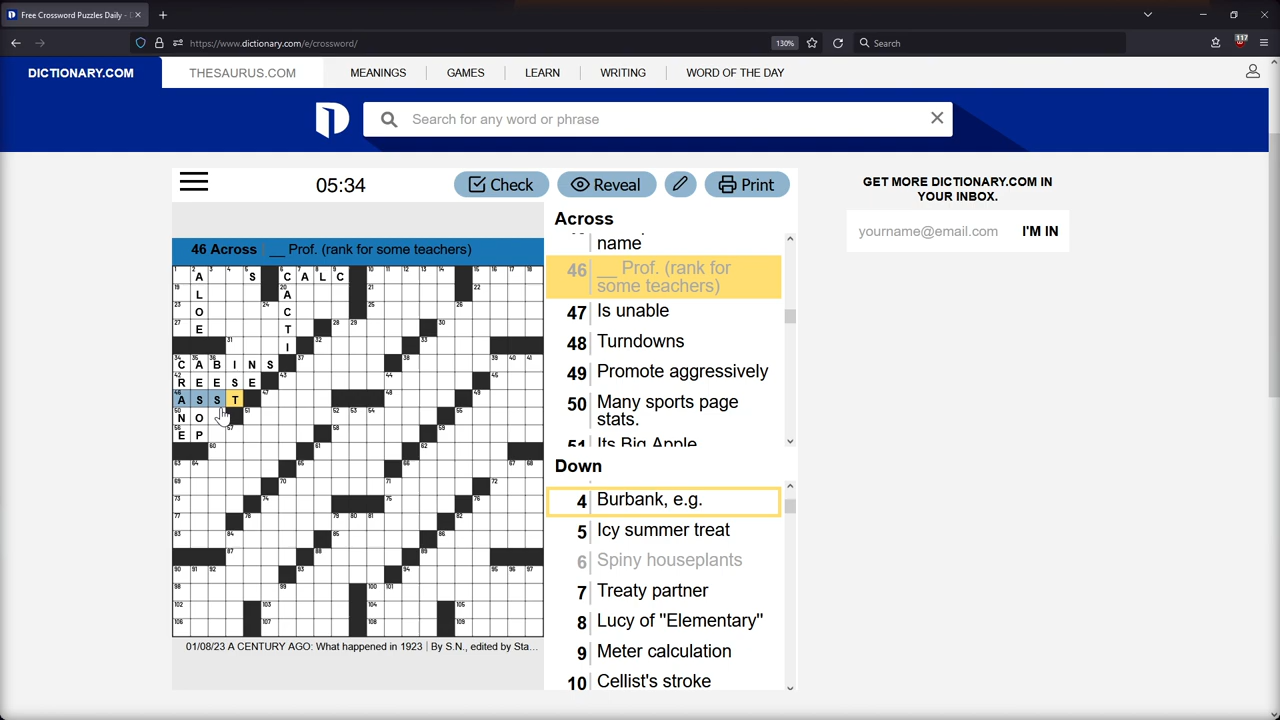 Free Crossword Puzzles Daily -
https://www.dictionary.com/e/crossword/
130%
Search
117
DICTIONARY.COM
THESAURUS.COM
MEANINGS
GAMES
LEARN
WRITING
WORD OF THE DAY
Search for any word or phrase
05:34
Check
Reveal
Print
46 Across __ Prof. (rank for some teachers)
A S C A L C
L A
O C
E T
I
C A B I N S
R E E S E
A S S T
N O
E P
01/08/23 A CENTURY AGO: What happened in 1923 | By S.N., edited by Sta...
Across
name
46 __ Prof. (rank for
some teachers)
47 Is unable
48 Turndowns
49 Promote aggressively
50 Many sports page
stats.
51 Its Big Apple
Down
4 Burbank, e.g.
5 Icy summer treat
6 Spiny houseplants
7 Treaty partner
8 Lucy of "Elementary"
9 Meter calculation
10 Cellist's stroke
GET MORE DICTIONARY.COM IN
YOUR INBOX.
yourname@email.com
I'M IN